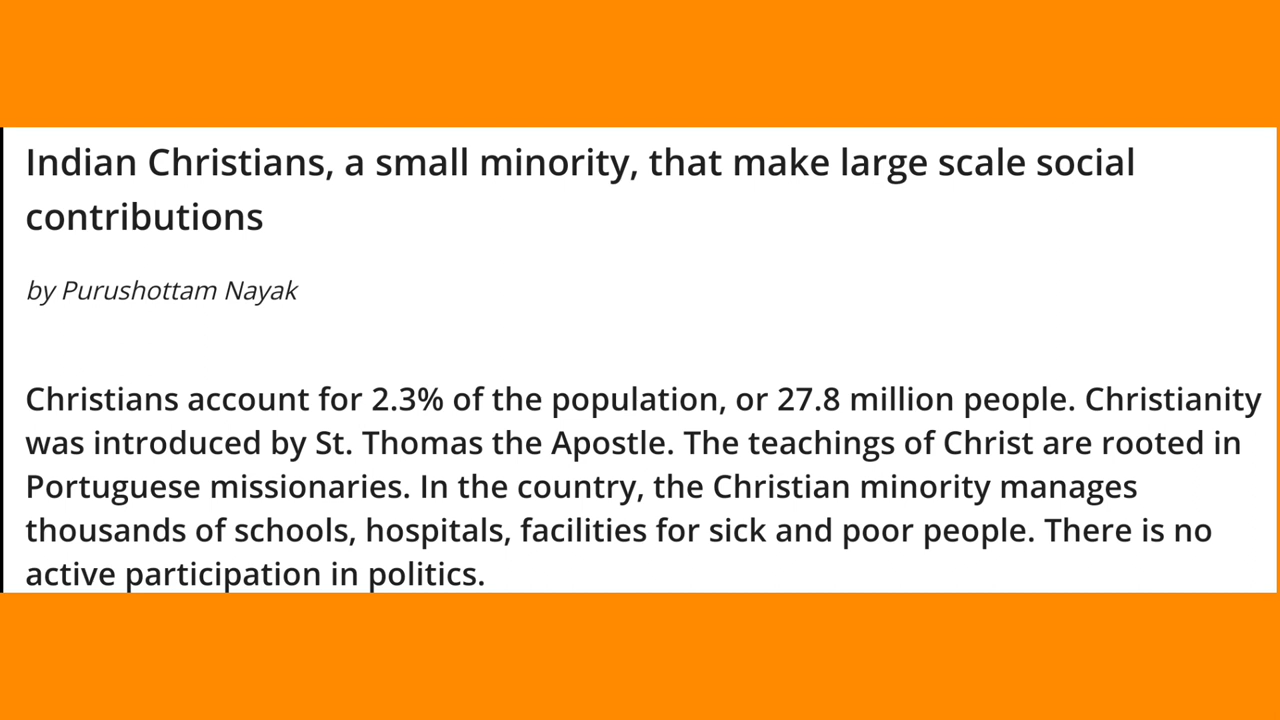 Indian Christians, a small minority, that make large scale social
contributions
by Purushottam Nayak
Christians account for 2.3% of the population, or 27.8 million people. Christianity
was introduced by St. Thomas the Apostle. The teachings of Christ are rooted in
Portuguese missionaries. In the country, the Christian minority manages
thousands of schools, hospitals, facilities for sick and poor people. There is no
active participation in politics.